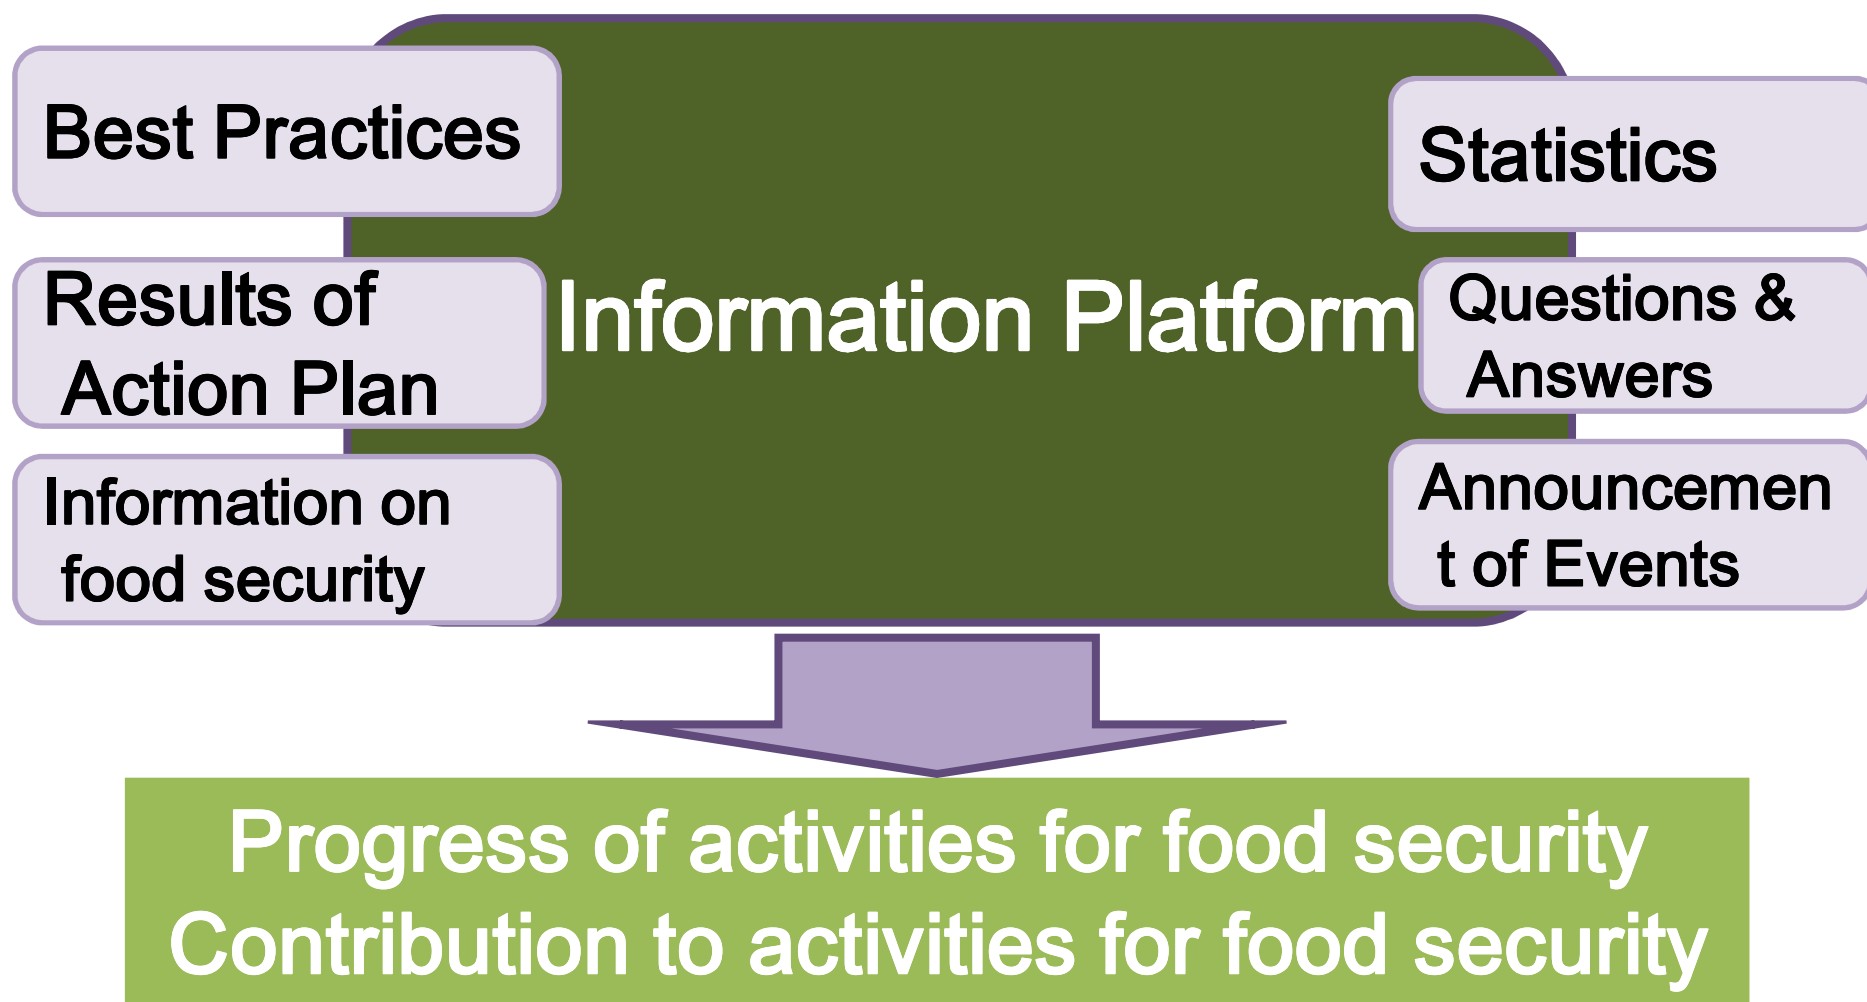 Best Practices
Results of
Action Plan
Information on
food security
Information Platform
Statistics
Questions &
Answers
Announcemen
t of Events
Progress of activities for food security
Contribution to activities for food security